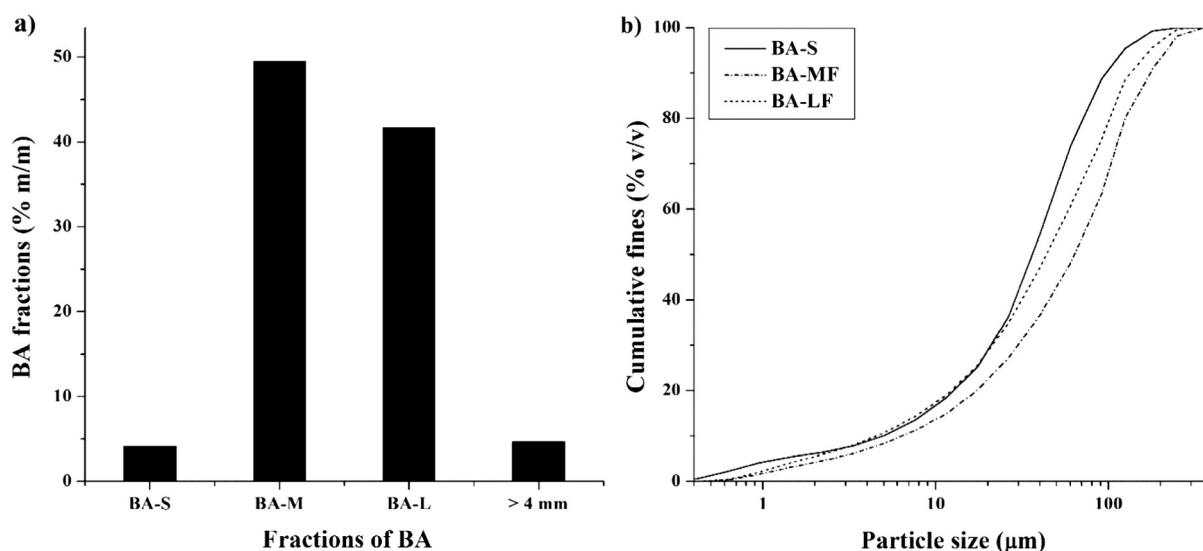 a)
BA fractions (% m/m)
50
40
30
20
10
0
BA-S BA-M BA-L > 4 mm
Fractions of BA
b)
Cumulative fines (% v/v)
100
80
60
40
20
0
BA-S
BA-MF
BA-LF
1 10 100
Particle size (μm)